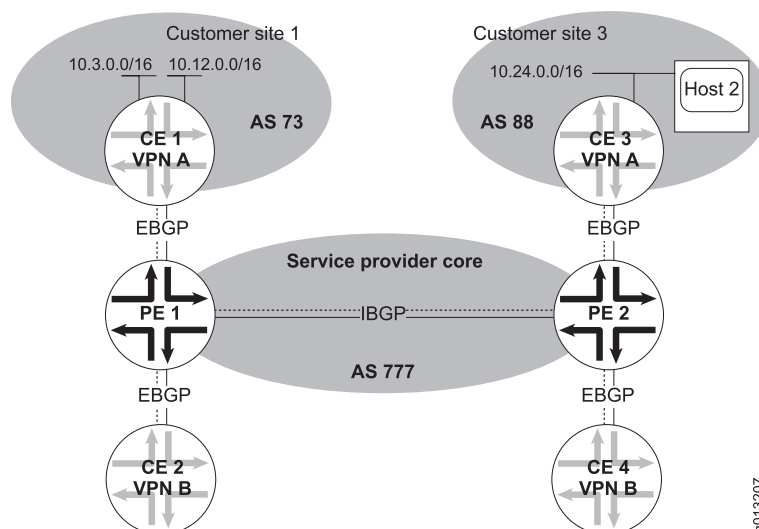 Customer site 1
10.3.0.0/16
10.12.0.0/16
AS 73
CE 1
VPN A
Customer site 3
10.24.0.0/16
Host 2
AS 88
CE 3
VPN A
EBGP
EBGP
Service provider core
PE 1
IBGP
PE 2
AS 777
EBGP
EBGP
CE 2
VPN B
CE 4
VPN B
g013207